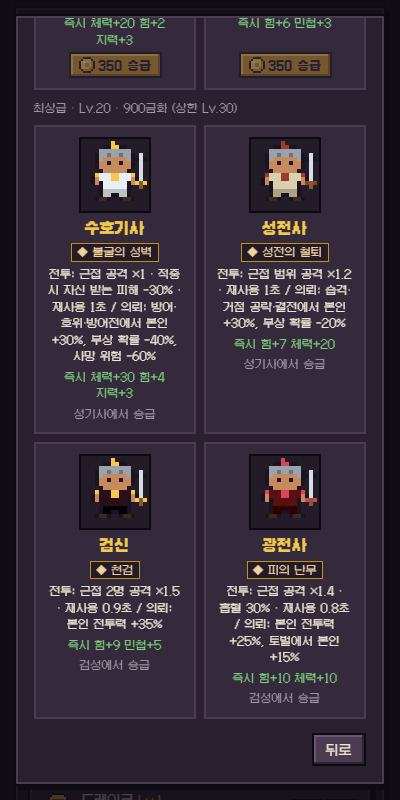 즉시 체력+20 힘+2
지력+3
즉시 힘+6 민첩+3
350 승급
350 승급
최상급 · Lv.20 · 900금화 (상한 Lv.30)
수호기사
◆ 불굴의 성벽
전투: 근접 공격 ×1 · 적중
시 자신 받는 피해 -30% ·
재사용 1초 / 의뢰: 방어·
호위·방어전에서 본인
+30%, 부상 확률 -40%,
사망 위험 -60%
즉시 체력+30 힘+4
지력+3
성기사에서 승급
성전사
◆ 성전의 철퇴
전투: 근접 범위 공격 ×1.2
· 재사용 1초 / 의뢰: 습격·
거점 공략·결전에서 본인
+30%, 부상 확률 -20%
즉시 힘+7 체력+20
성기사에서 승급
검신
◆ 천검
전투: 근접 2명 공격 ×1.5
· 재사용 0.9초 / 의뢰:
본인 전투력 +35%
즉시 힘+9 민첩+5
검성에서 승급
광전사
◆ 피의 난무
전투: 근접 공격 ×1.4 ·
흡혈 30% · 재사용 0.8초
/ 의뢰: 본인 전투력
+25%, 토벌에서 본인
+15%
즉시 힘+10 체력+10
검성에서 승급
뒤로